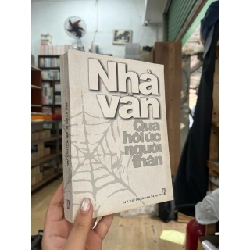 Nhà
văn
Qua
hồi ức
người
thân